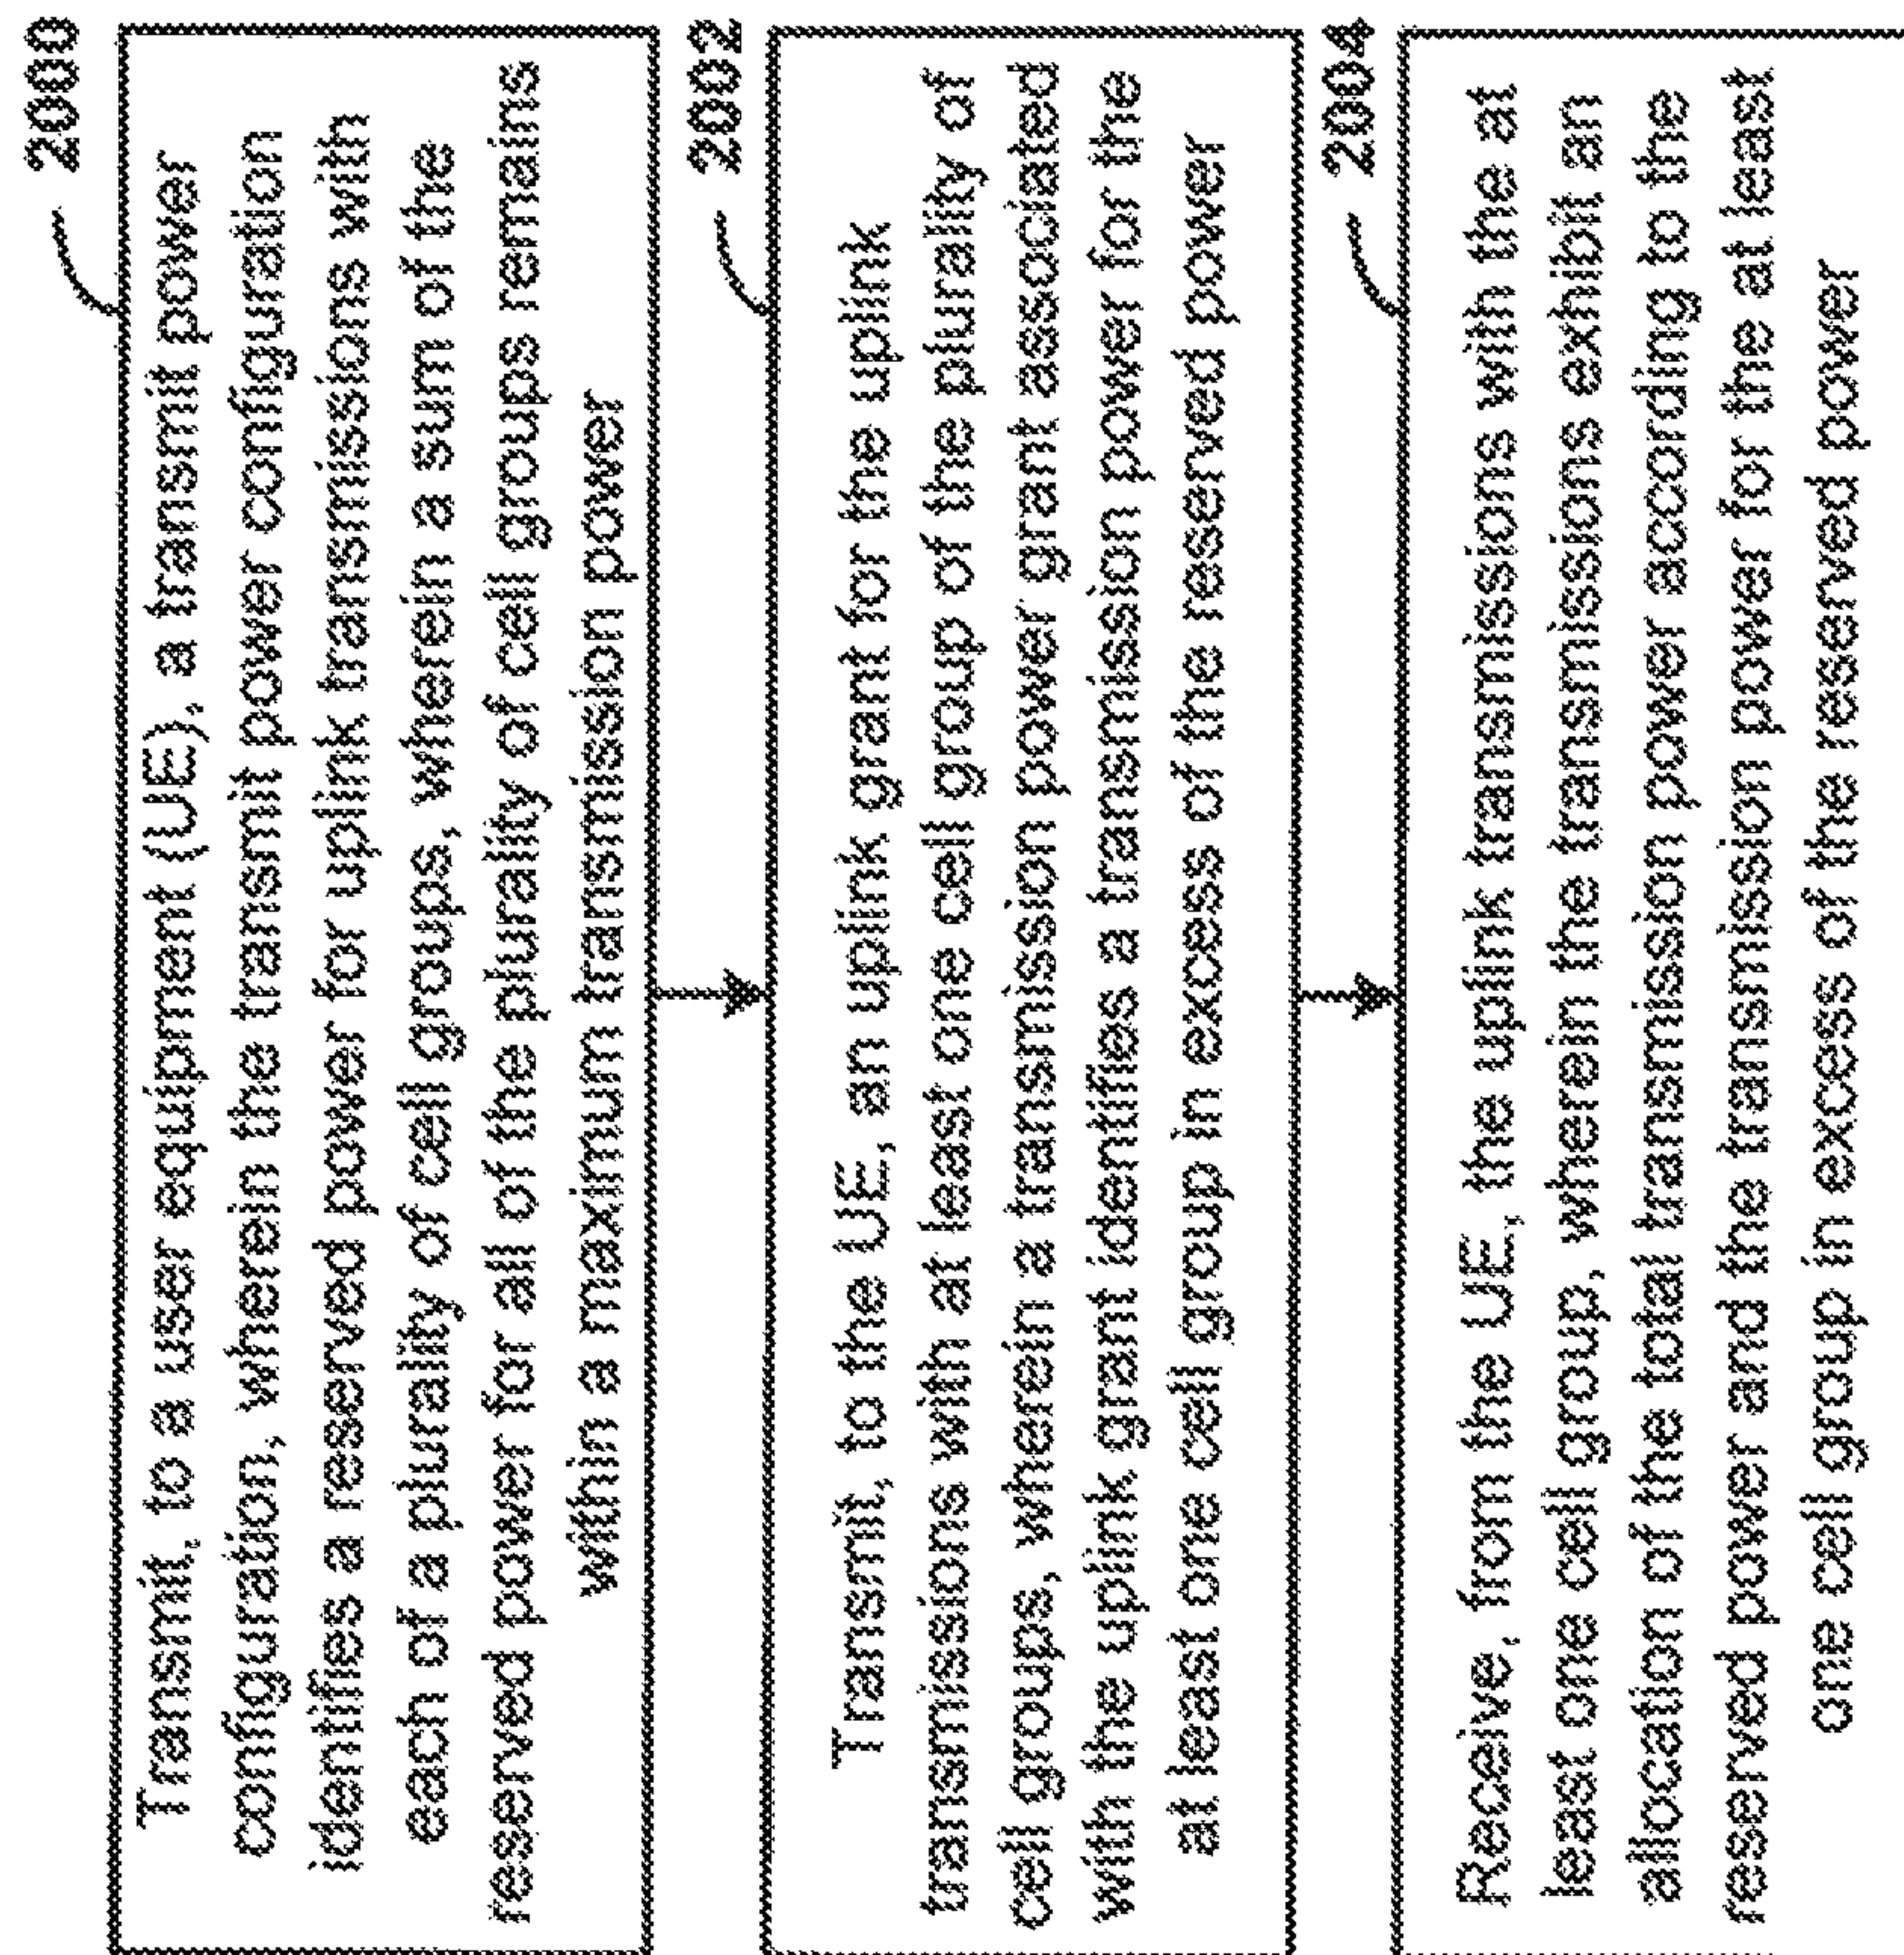 2000
Transmit, to a user equipment (UE), a transmit power
configuration, wherein the transmit power configuration
identifies a reserved power for uplink transmissions with
each of a plurality of cell groups, wherein a sum of the
reserved power for all of the plurality of cell groups remains
within a maximum transmission power
2002
Transmit, to the UE, an uplink grant for the uplink
transmissions with at least one cell group of the plurality of
cell groups, wherein a transmission power grant associated
with the uplink grant identifies a transmission power for the
at least one cell group in excess of the reserved power
2004
Receive, from the UE, the uplink transmissions with the at
least one cell group, wherein the transmissions exhibit an
allocation of the total transmission power according to the
reserved power and the transmission power for the at least
one cell group in excess of the reserved power